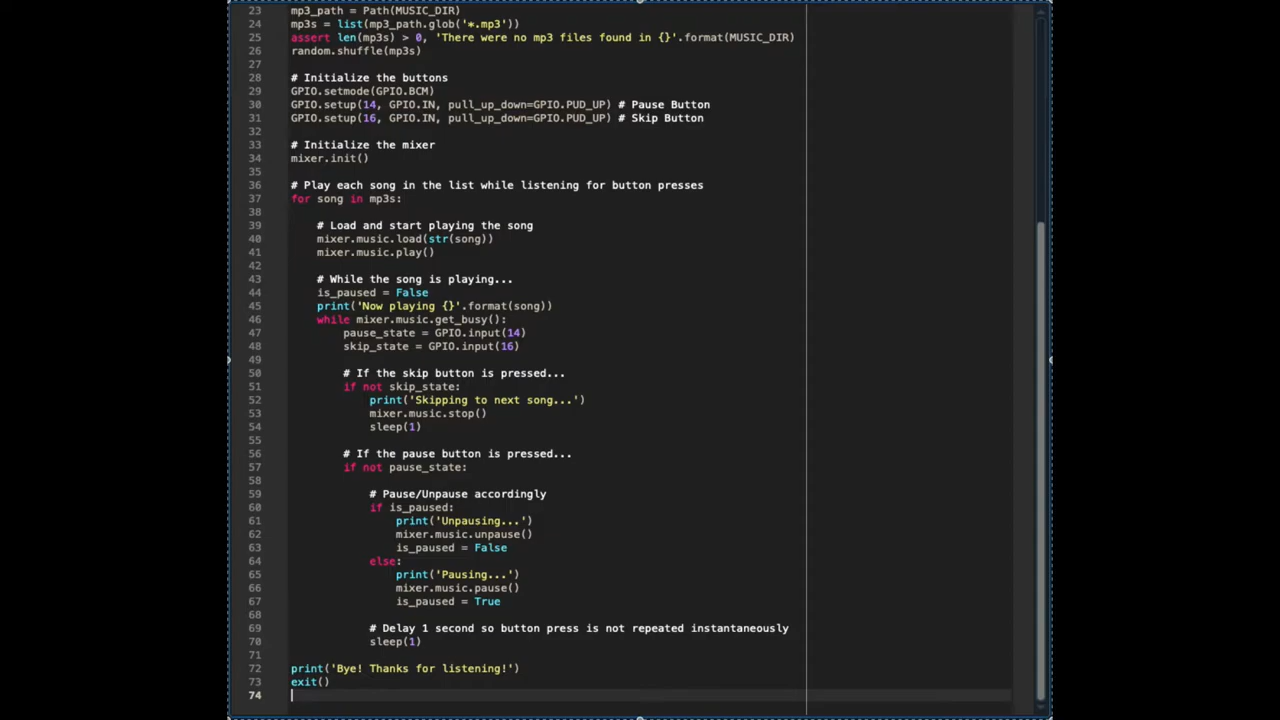 23 mp3_path = Path(MUSIC_DIR)
24 mp3s = list(mp3_path.glob('*.mp3'))
25 assert len(mp3s) > 0, 'There were no mp3 files found in {}'.format(MUSIC_DIR)
26 random.shuffle(mp3s)
27
28 # Initialize the buttons
29 GPIO.setmode(GPIO.BCM)
30 GPIO.setup(14, GPIO.IN, pull_up_down=GPIO.PUD_UP) # Pause Button
31 GPIO.setup(16, GPIO.IN, pull_up_down=GPIO.PUD_UP) # Skip Button
32
33 # Initialize the mixer
34 mixer.init()
35
36 # Play each song in the list while listening for button presses
37 for song in mp3s:
38
39     # Load and start playing the song
40     mixer.music.load(str(song))
41     mixer.music.play()
42
43     # While the song is playing...
44     is_paused = False
45     print('Now playing {}'.format(song))
46     while mixer.music.get_busy():
47         pause_state = GPIO.input(14)
48         skip_state = GPIO.input(16)
49
50         # If the skip button is pressed...
51         if not skip_state:
52             print('Skipping to next song...')
53             mixer.music.stop()
54             sleep(1)
55
56         # If the pause button is pressed...
57         if not pause_state:
58
59             # Pause/Unpause accordingly
60             if is_paused:
61                 print('Unpausing...')
62                 mixer.music.unpause()
63                 is_paused = False
64             else:
65                 print('Pausing...')
66                 mixer.music.pause()
67                 is_paused = True
68
69             # Delay 1 second so button press is not repeated instantaneously
70             sleep(1)
71
72 print('Bye! Thanks for listening!')
73 exit()
74